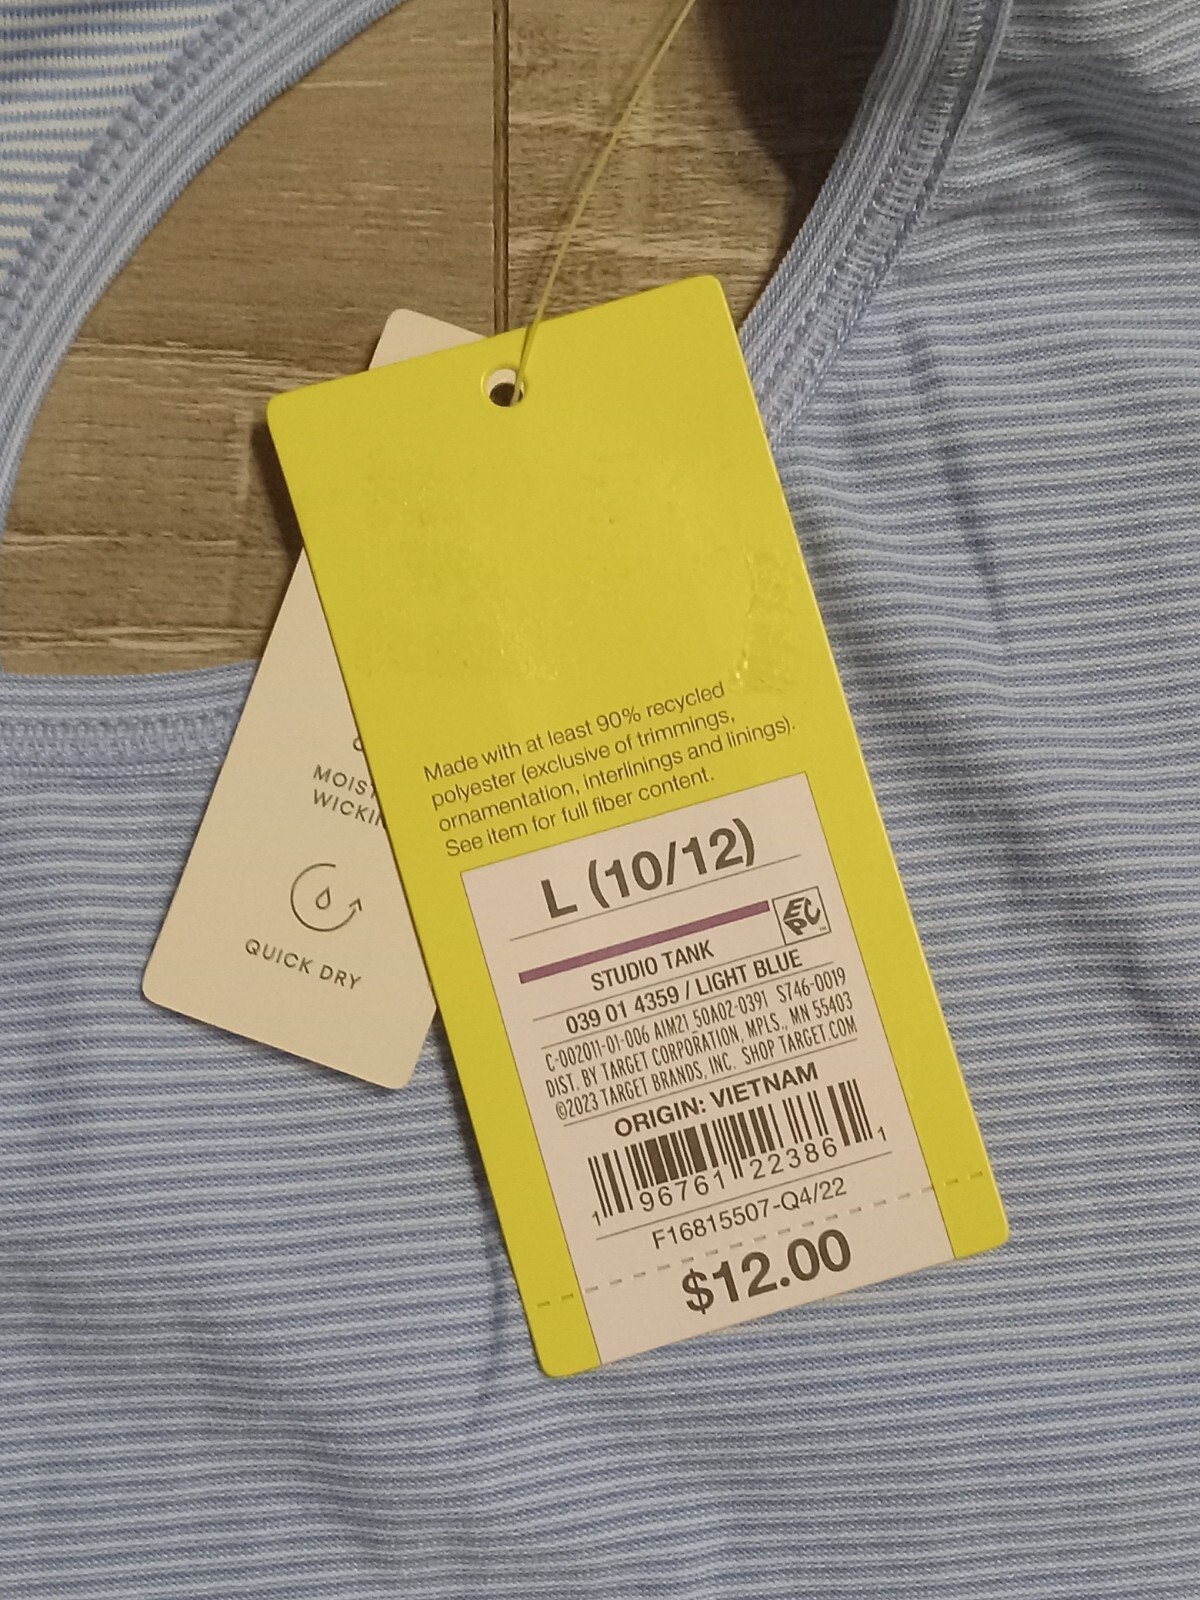 Made with at least 90% recycled
polyester (exclusive of trimmings,
ornamentation, interlinings and linings).
See item for full fiber content.
L (10/12)
EPC
STUDIO TANK
039 01 4359 / LIGHT BLUE
C-002011-01-006 AIM21 50A02-0391 S746-0019
DIST. BY TARGET CORPORATION, MPLS., MN 55403
©2023 TARGET BRANDS, INC. SHOP TARGET.COM
ORIGIN: VIETNAM
1 96761 22386 1
F16815507-Q4/22
$12.00
MOIST
WICKIN
QUICK DRY